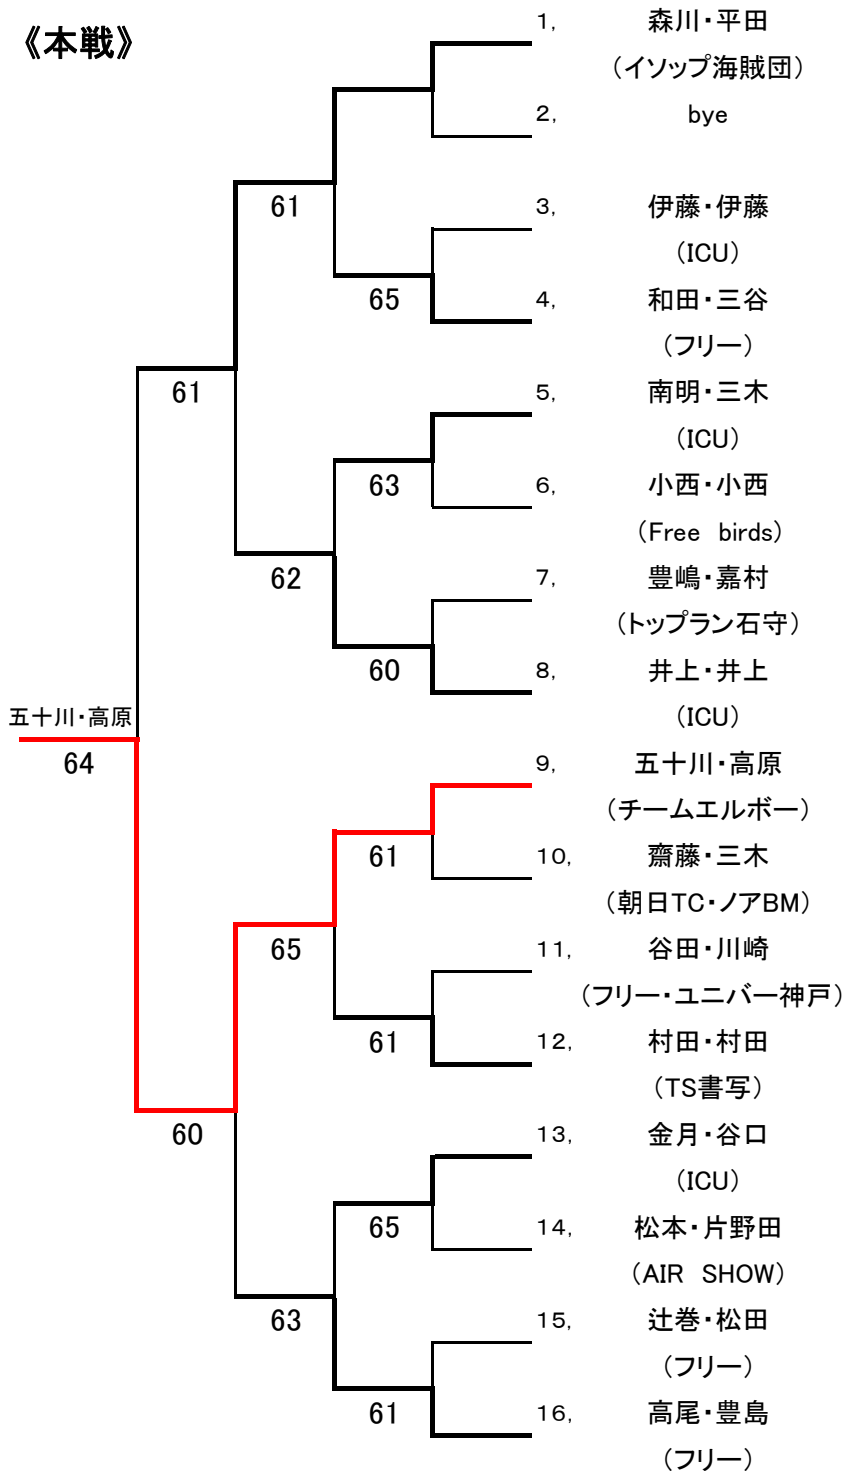 《本戦》
1, 森川・平田
（イソップ海賊団）
2, bye
61
3, 伊藤・伊藤
（ICU）
65
4, 和田・三谷
（フリー）
61
5, 南明・三木
（ICU）
63
6, 小西・小西
（Free birds）
62
7, 豊嶋・嘉村
（トップラン石守）
60
8, 井上・井上
（ICU）
五十川・高原
64
9, 五十川・高原
（チームエルボー）
61
10, 齋藤・三木
（朝日TC・ノアBM）
65
11, 谷田・川崎
（フリー・ユニバー神戸）
61
12, 村田・村田
（TS書写）
60
13, 金月・谷口
（ICU）
65
14, 松本・片野田
（AIR SHOW）
63
15, 辻巻・松田
（フリー）
61
16, 高尾・豊島
（フリー）